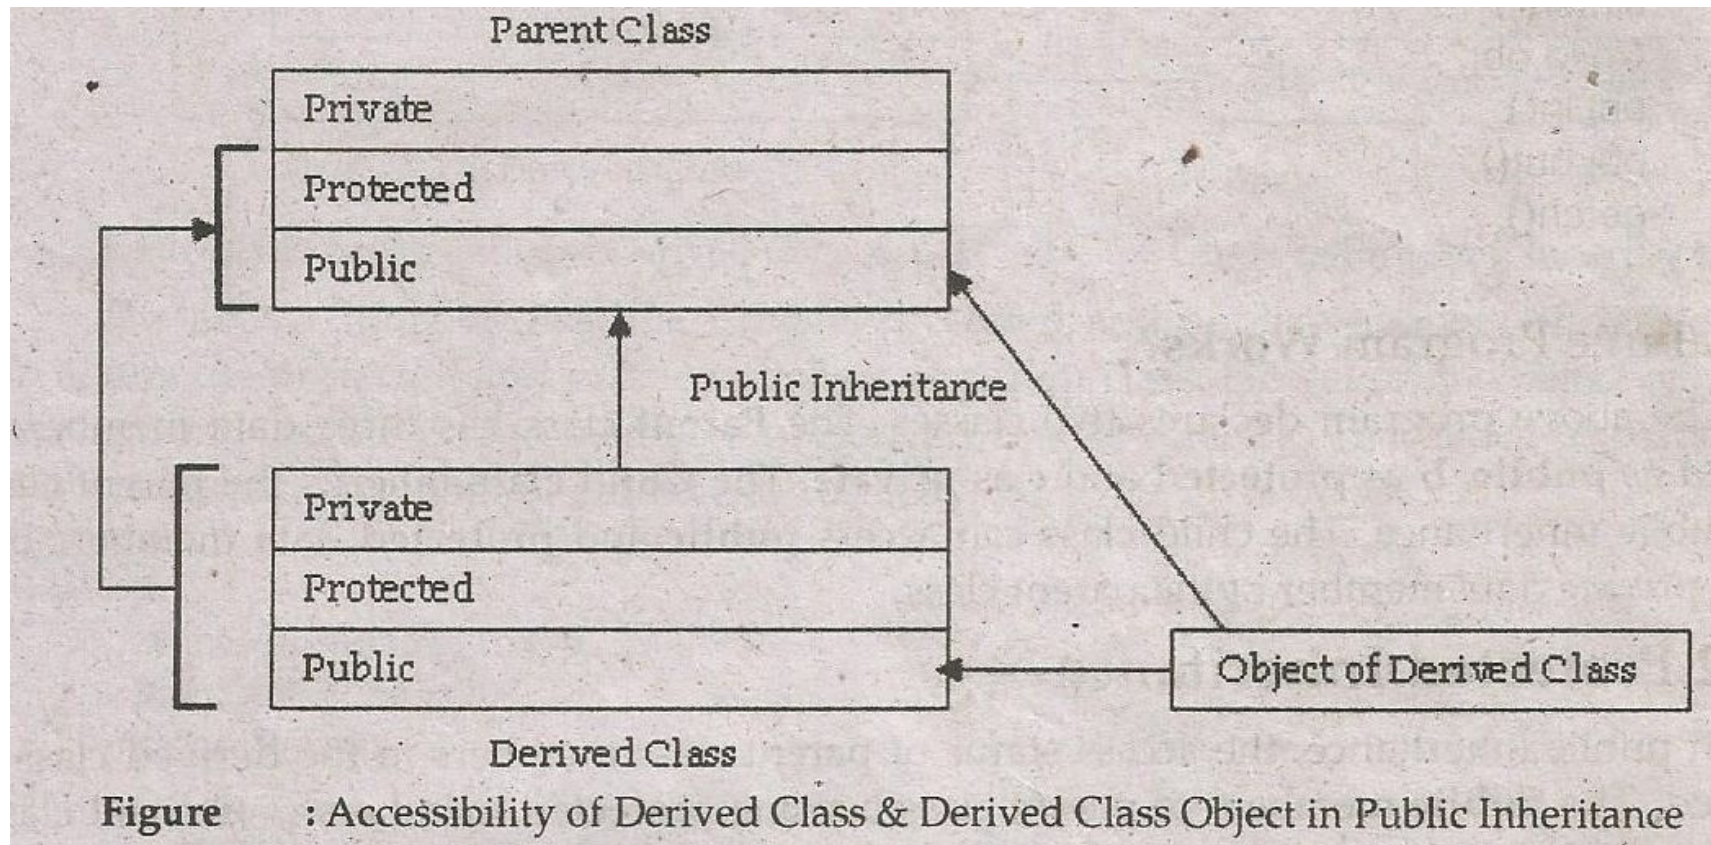 Parent Class
Private
Protected
Public
Public Inheritance
Private
Protected
Public
Object of Derived Class
Derived Class
Figure : Accessibility of Derived Class & Derived Class Object in Public Inheritance